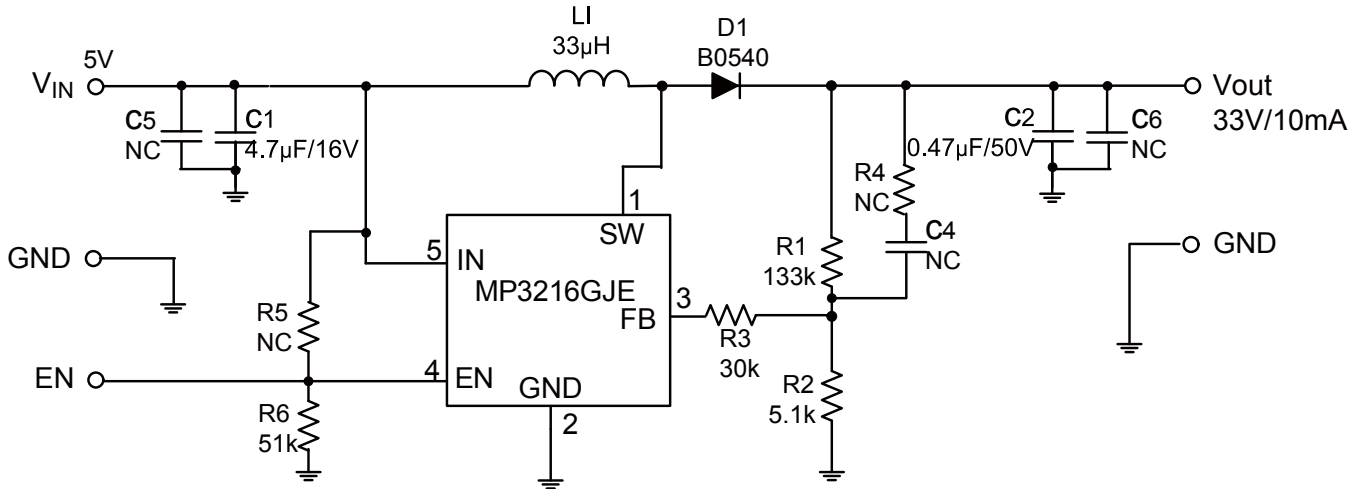 LI
33µH
D1
B0540
5V
VIN
C5
NC
C1
4.7µF/16V
Vout
33V/10mA
C2
0.47µF/50V
C6
NC
R4
NC
C4
NC
1
SW
5
IN
MP3216GJE
3
FB
R1
133k
GND
GND
R5
NC
R3
30k
EN
4
EN
GND
2
R2
5.1k
R6
51k